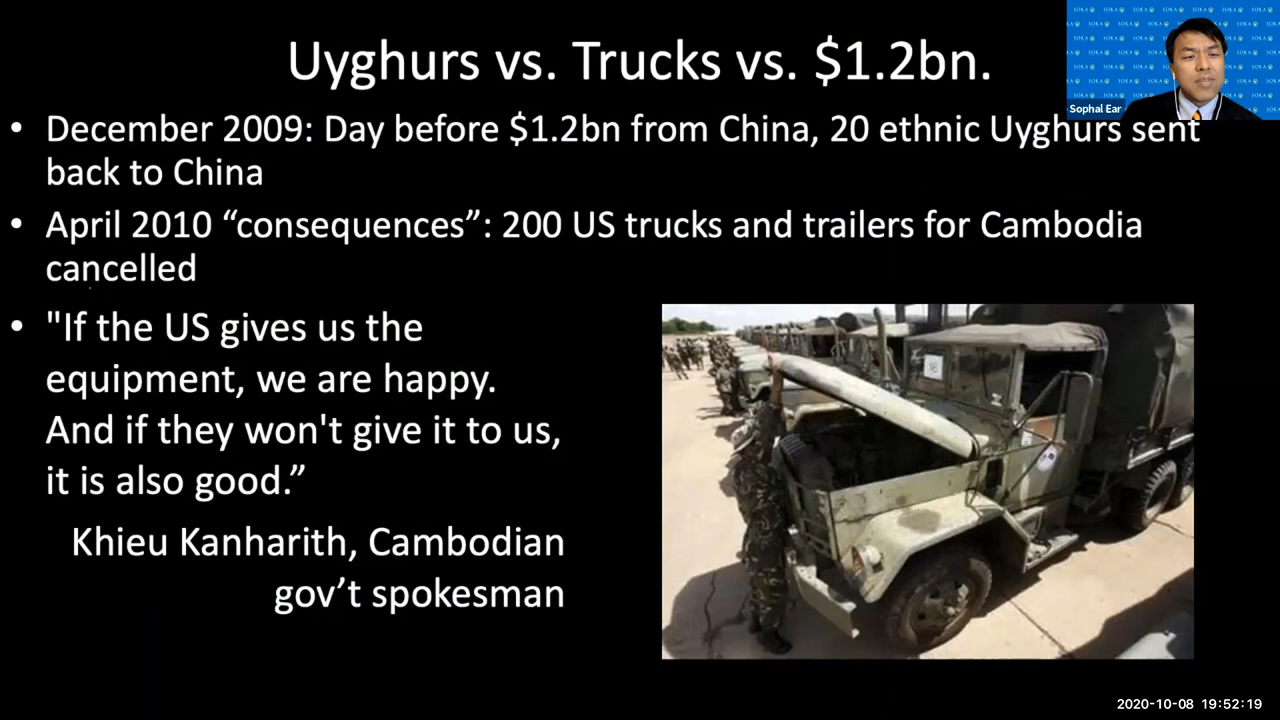 Uyghurs vs. Trucks vs. $1.2bn.
SOKA
Sophal Ear
• December 2009: Day before $1.2bn from China, 20 ethnic Uyghurs sent
back to China
• April 2010 “consequences”: 200 US trucks and trailers for Cambodia
cancelled
• "If the US gives us the
equipment, we are happy.
And if they won't give it to us,
it is also good.”
Khieu Kanharith, Cambodian
gov’t spokesman
2020-10-08 19:52:19